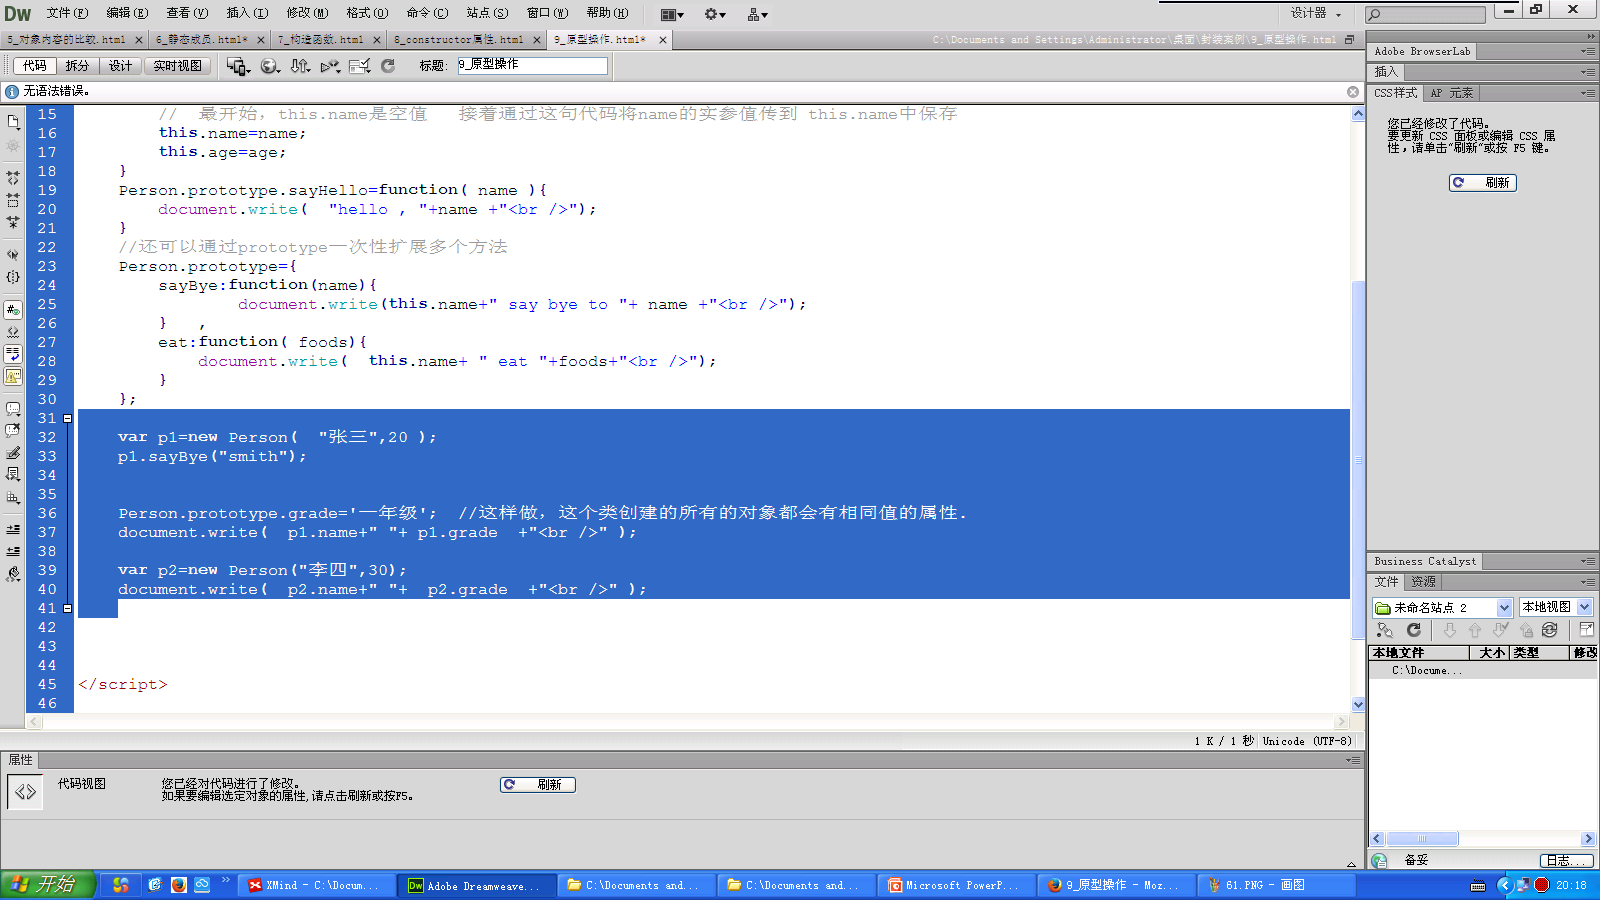 Dw 文件(F) 编辑(E) 查看(V) 插入(I) 修改(M) 格式(O) 命令(C) 站点(S) 窗口(W) 帮助(H) 设计器
5_对象内容的比较.html 6_静态成员.html* 7_构造函数.html 8_constructor属性.html 9_原型操作.html* C:\Documents and Settings\Administrator\桌面\封装案例\9_原型操作.html
代码 拆分 设计 实时视图 标题: 9_原型操作
无语法错误。
15 // 最开始，this.name是空值 接着通过这句代码将name的实参值传到 this.name中保存
16 this.name=name;
17 this.age=age;
18 }
19 Person.prototype.sayHello=function( name ){
20 document.write( "hello , "+name +"<br />");
21 }
22 //还可以通过prototype一次性扩展多个方法
23 Person.prototype={
24 sayBye:function(name){
25 document.write(this.name+" say bye to "+ name +"<br />");
26 } ,
27 eat:function( foods){
28 document.write( this.name+ " eat "+foods+"<br />");
29 }
30 };
31
32 var p1=new Person( "张三",20 );
33 p1.sayBye("smith");
34
35
36 Person.prototype.grade='一年级'; //这样做，这个类创建的所有的对象都会有相同值的属性.
37 document.write( p1.name+" "+ p1.grade +"<br />" );
38
39 var p2=new Person("李四",30);
40 document.write( p2.name+" "+ p2.grade +"<br />" );
41
42
43
44
45 </script>
46
1 K / 1 秒 Unicode (UTF-8)
属性
代码视图
您已经对代码进行了修改。
如果要编辑选定对象的属性,请点击刷新或按F5。
刷新
Adobe BrowserLab
插入
CSS样式 AP 元素
您已经修改了代码。
要更新 CSS 面板或编辑 CSS 属
性，请单击“刷新”或按 F5 键。
刷新
Business Catalyst
文件 资源
未命名站点 2 本地视图
本地文件 大小 类型 修改
C:\Docume...
备妥 日志...
开始 XMind - C:\Docum... Adobe Dreamweave... C:\Documents and... C:\Documents and... Microsoft PowerP... 9_原型操作 - Moz... 61.PNG - 画图 20:18